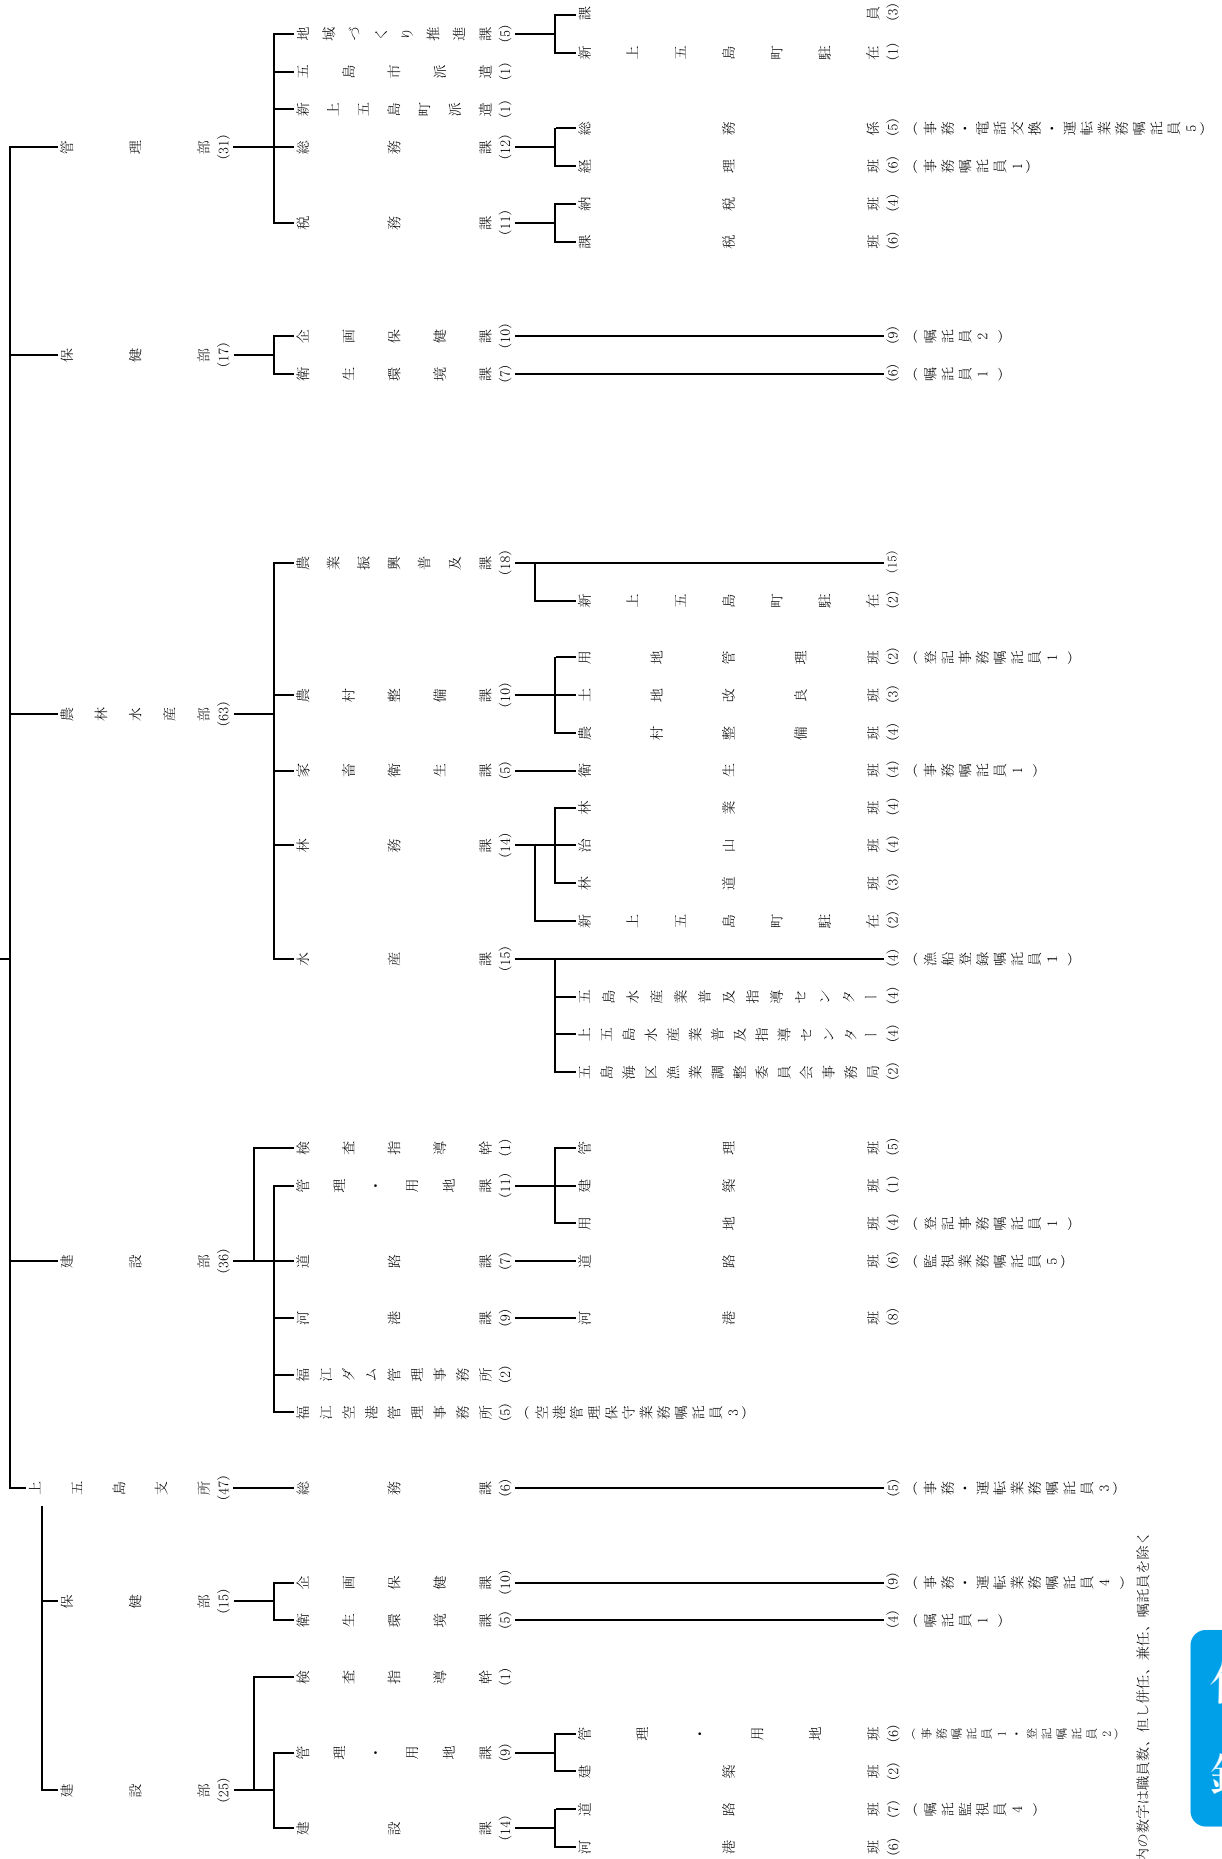 管理部 (31)
地域づくり推進課 (5)
課員 (3)
新上五島町駐在 (1)
五島市派遣 (1)
新上五島町派遣 (1)
総務課 (12)
総務係 (5) (事務・電話交換・運転業務嘱託員5)
経理班 (6) (事務嘱託員1)
税務課 (11)
納税班 (4)
課税班 (6)
保健部 (17)
企画保健課 (10) (9) (嘱託員2)
衛生環境課 (7) (6) (嘱託員1)
農林水産部 (63)
農業振興普及課 (18) (15)
新上五島町駐在 (2)
農村整備課 (10)
用地管理班 (2) (登記事務嘱託員1)
土地改良班 (3)
農村整備班 (4)
家畜衛生課 (5)
衛生班 (4) (事務嘱託員1)
林務課 (14)
林業班 (4)
治山班 (4)
林道班 (3)
新上五島町駐在 (2)
水産課 (15) (4) (漁船登録嘱託員1)
五島水産業普及指導センター (4)
上五島水産業普及指導センター (4)
五島海区漁業調整委員会事務局 (2)
建設部 (36)
検査指導幹 (1)
管理・用地課 (11)
管理班 (5)
建築班 (1)
用地班 (4) (登記事務嘱託員1)
道路課 (7)
道路班 (6) (監視業務嘱託員5)
河港課 (9)
河港班 (8)
福江ダム管理事務所 (2)
福江空港管理事務所 (5) (空港管理保守業務嘱託員3)
上五島支所 (47)
総務課 (6) (5) (事務・運転業務嘱託員3)
保健部 (15)
企画保健課 (10) (9) (事務・運転業務嘱託員4)
衛生環境課 (5) (4) (嘱託員1)
建設部 (25)
検査指導幹 (1)
管理・用地課 (9)
管理・用地班 (6) (事務嘱託員1・登記嘱託員2)
建築班 (2)
建設課 (14)
道路班 (7) (嘱託監視員4)
河港班 (6)
内の数字は職員数、但し併任、兼任、嘱託員を除く